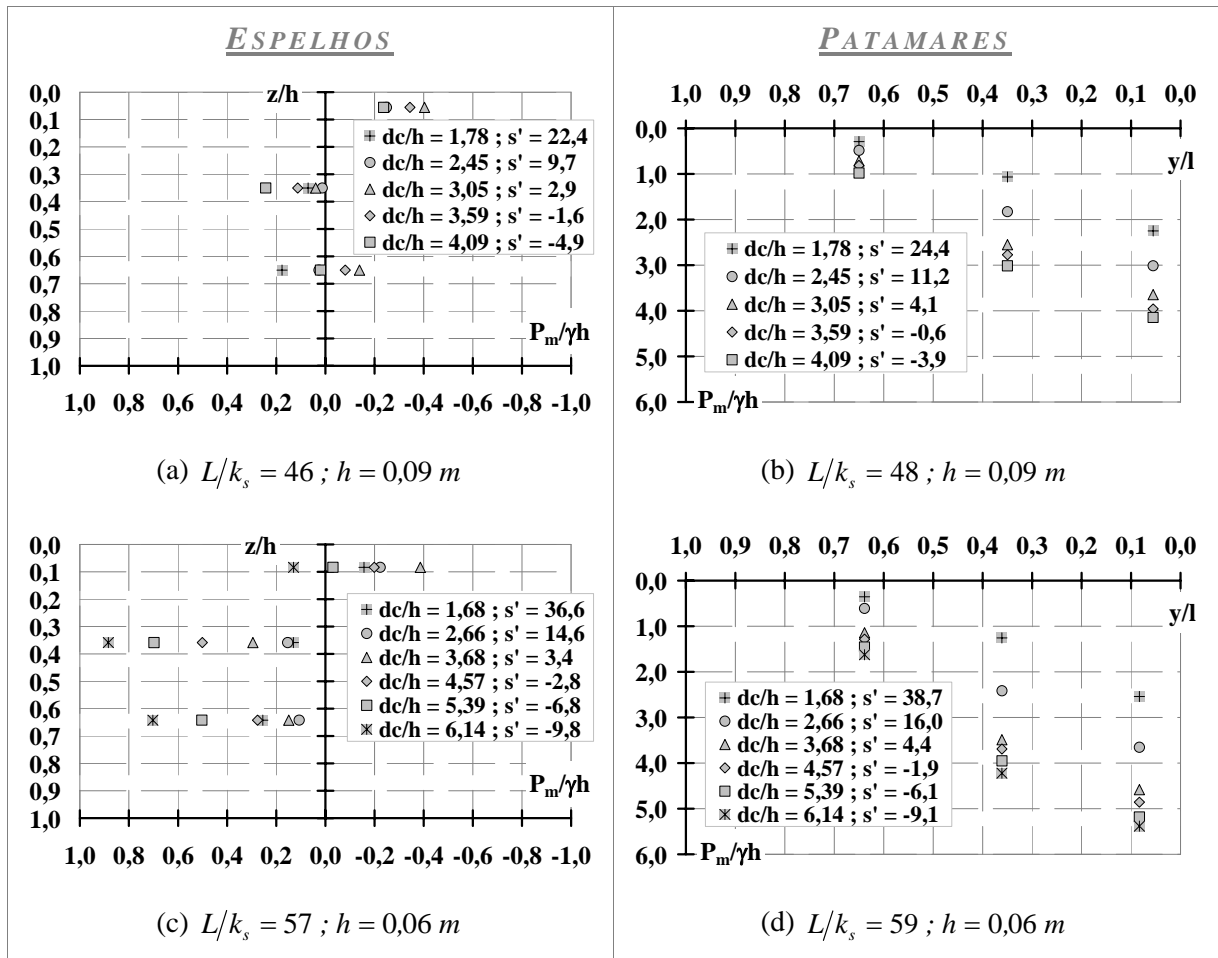 ESPELHOS
PATAMARES
z/h
0,0
0,1
0,2
0,3
0,4
0,5
0,6
0,7
0,8
0,9
1,0
dc/h = 1,78 ; s' = 22,4
dc/h = 2,45 ; s' = 9,7
dc/h = 3,05 ; s' = 2,9
dc/h = 3,59 ; s' = -1,6
dc/h = 4,09 ; s' = -4,9
Pm/γh
1,0 0,8 0,6 0,4 0,2 0,0 -0,2 -0,4 -0,6 -0,8 -1,0
(a) L/ks = 46 ; h = 0,09 m
1,0 0,9 0,8 0,7 0,6 0,5 0,4 0,3 0,2 0,1 0,0
y/l
0,0
1,0
2,0
3,0
4,0
5,0
6,0
dc/h = 1,78 ; s' = 24,4
dc/h = 2,45 ; s' = 11,2
dc/h = 3,05 ; s' = 4,1
dc/h = 3,59 ; s' = -0,6
dc/h = 4,09 ; s' = -3,9
Pm/γh
(b) L/ks = 48 ; h = 0,09 m
z/h
0,0
0,1
0,2
0,3
0,4
0,5
0,6
0,7
0,8
0,9
1,0
dc/h = 1,68 ; s' = 36,6
dc/h = 2,66 ; s' = 14,6
dc/h = 3,68 ; s' = 3,4
dc/h = 4,57 ; s' = -2,8
dc/h = 5,39 ; s' = -6,8
dc/h = 6,14 ; s' = -9,8
Pm/γh
1,0 0,8 0,6 0,4 0,2 0,0 -0,2 -0,4 -0,6 -0,8 -1,0
(c) L/ks = 57 ; h = 0,06 m
1,0 0,9 0,8 0,7 0,6 0,5 0,4 0,3 0,2 0,1 0,0
y/l
0,0
1,0
2,0
3,0
4,0
5,0
6,0
dc/h = 1,68 ; s' = 38,7
dc/h = 2,66 ; s' = 16,0
dc/h = 3,68 ; s' = 4,4
dc/h = 4,57 ; s' = -1,9
dc/h = 5,39 ; s' = -6,1
dc/h = 6,14 ; s' = -9,1
Pm/γh
(d) L/ks = 59 ; h = 0,06 m